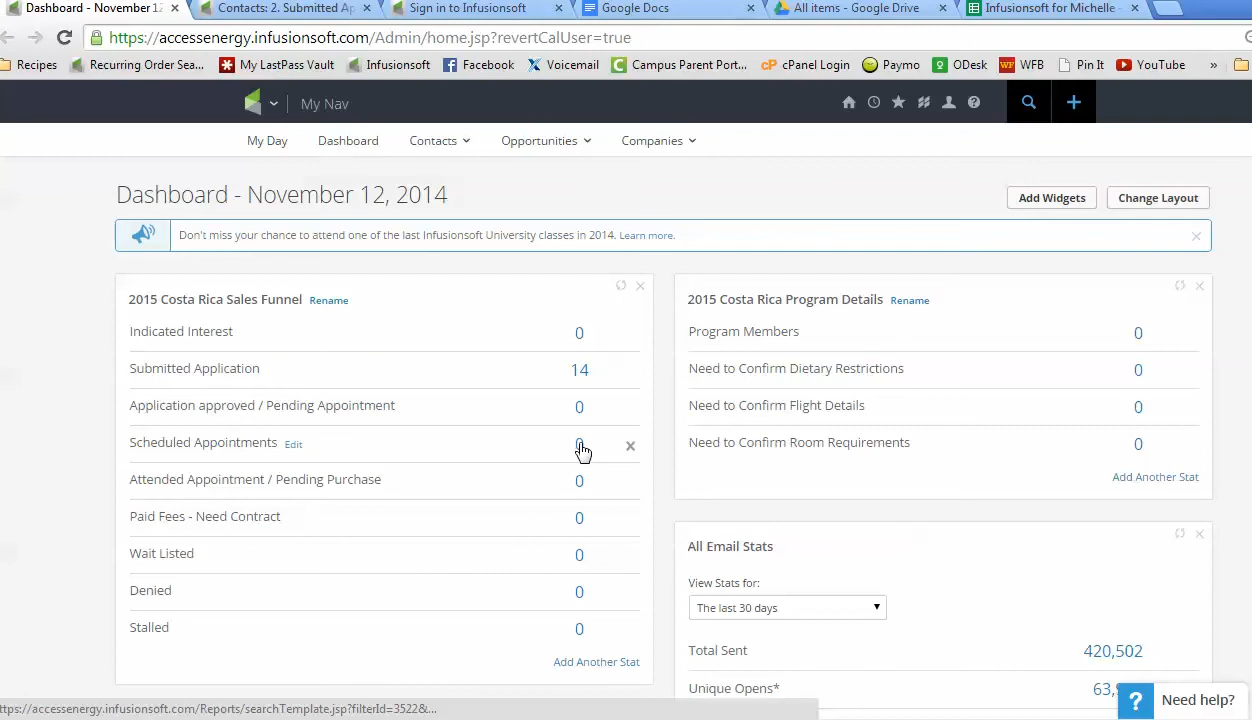 Dashboard - November 12
Contacts: 2. Submitted Ap
Sign in to Infusionsoft
Google Docs
All items - Google Drive
Infusionsoft for Michelle -
https://accessenergy.infusionsoft.com/Admin/home.jsp?revertCalUser=true
Recipes
Recurring Order Sea...
My LastPass Vault
Infusionsoft
Facebook
Voicemail
Campus Parent Port...
cPanel Login
Paymo
ODesk
WFB
Pin It
YouTube
»
My Nav
My Day
Dashboard
Contacts
Opportunities
Companies
Dashboard - November 12, 2014
Add Widgets
Change Layout
Don't miss your chance to attend one of the last Infusionsoft University classes in 2014. Learn more.
2015 Costa Rica Sales Funnel Rename
Indicated Interest 0
Submitted Application 14
Application approved / Pending Appointment 0
Scheduled Appointments Edit
Attended Appointment / Pending Purchase 0
Paid Fees - Need Contract 0
Wait Listed 0
Denied 0
Stalled 0
Add Another Stat
2015 Costa Rica Program Details Rename
Program Members 0
Need to Confirm Dietary Restrictions 0
Need to Confirm Flight Details 0
Need to Confirm Room Requirements 0
Add Another Stat
All Email Stats
View Stats for:
The last 30 days
Total Sent 420,502
Unique Opens* 63,
Need help?
ttps://accessenergy.infusionsoft.com/Reports/searchTemplate.jsp?filterId=3522&...